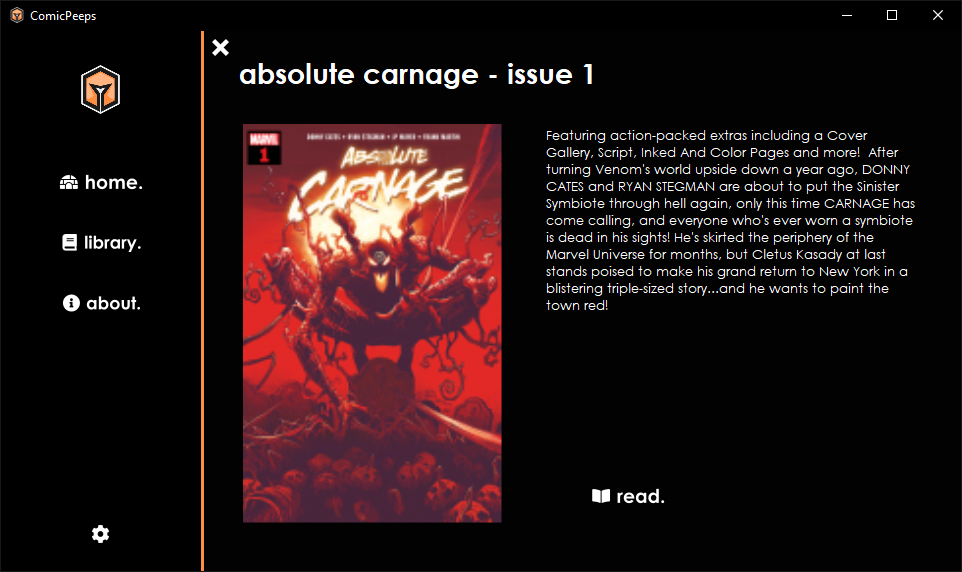 ComicPeeps
absolute carnage - issue 1
home.
library.
about.
MARVEL
1
DONNY CATES • RYAN STEGMAN • JP MAYER • FRANK MARTIN
ABSOLUTE
CARNAGE
Featuring action-packed extras including a Cover
Gallery, Script, Inked And Color Pages and more!  After
turning Venom's world upside down a year ago, DONNY
CATES and RYAN STEGMAN are about to put the Sinister
Symbiote through hell again, only this time CARNAGE has
come calling, and everyone who's ever worn a symbiote
is dead in his sights! He's skirted the periphery of the
Marvel Universe for months, but Cletus Kasady at last
stands poised to make his grand return to New York in a
blistering triple-sized story...and he wants to paint the
town red!
read.